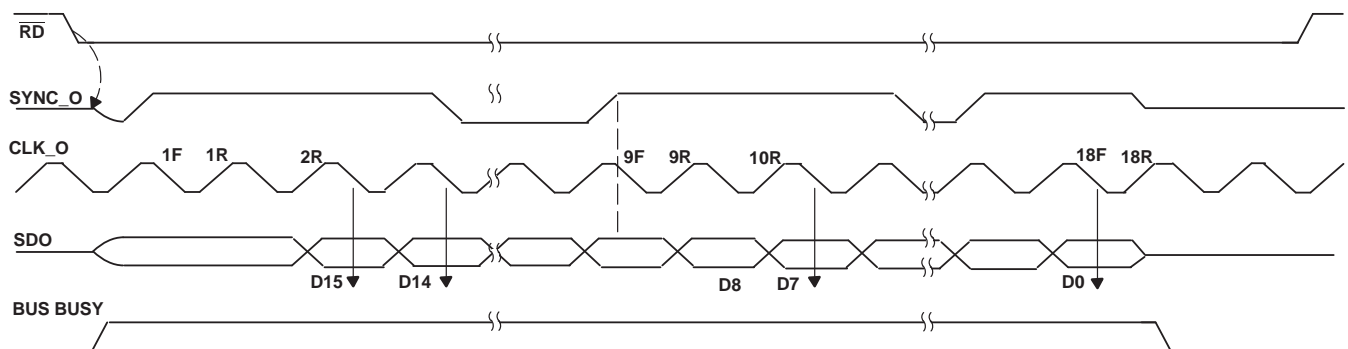 RD
SYNC_O
CLK_O
1F 1R 2R 9F 9R 10R 18F 18R
SDO
D15 D14 D8 D7 D0
BUS BUSY